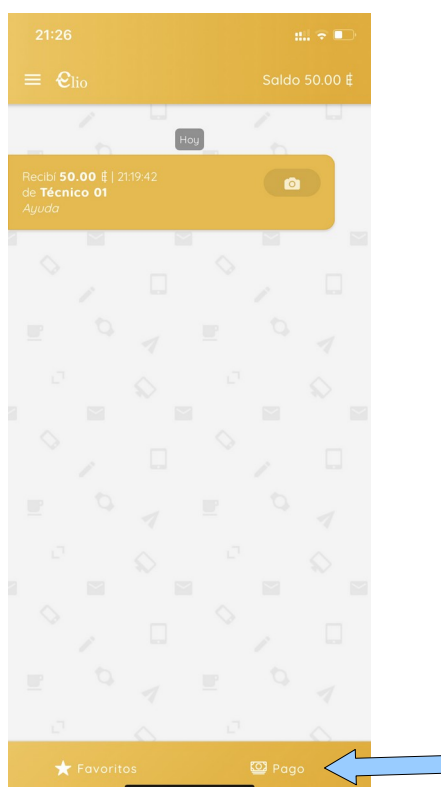 21:26
Elio
Saldo 50.00 ₡
Hoy
Recibí 50.00 ₡ | 21:19:42
de Técnico 01
Ayuda
Favoritos
Pago